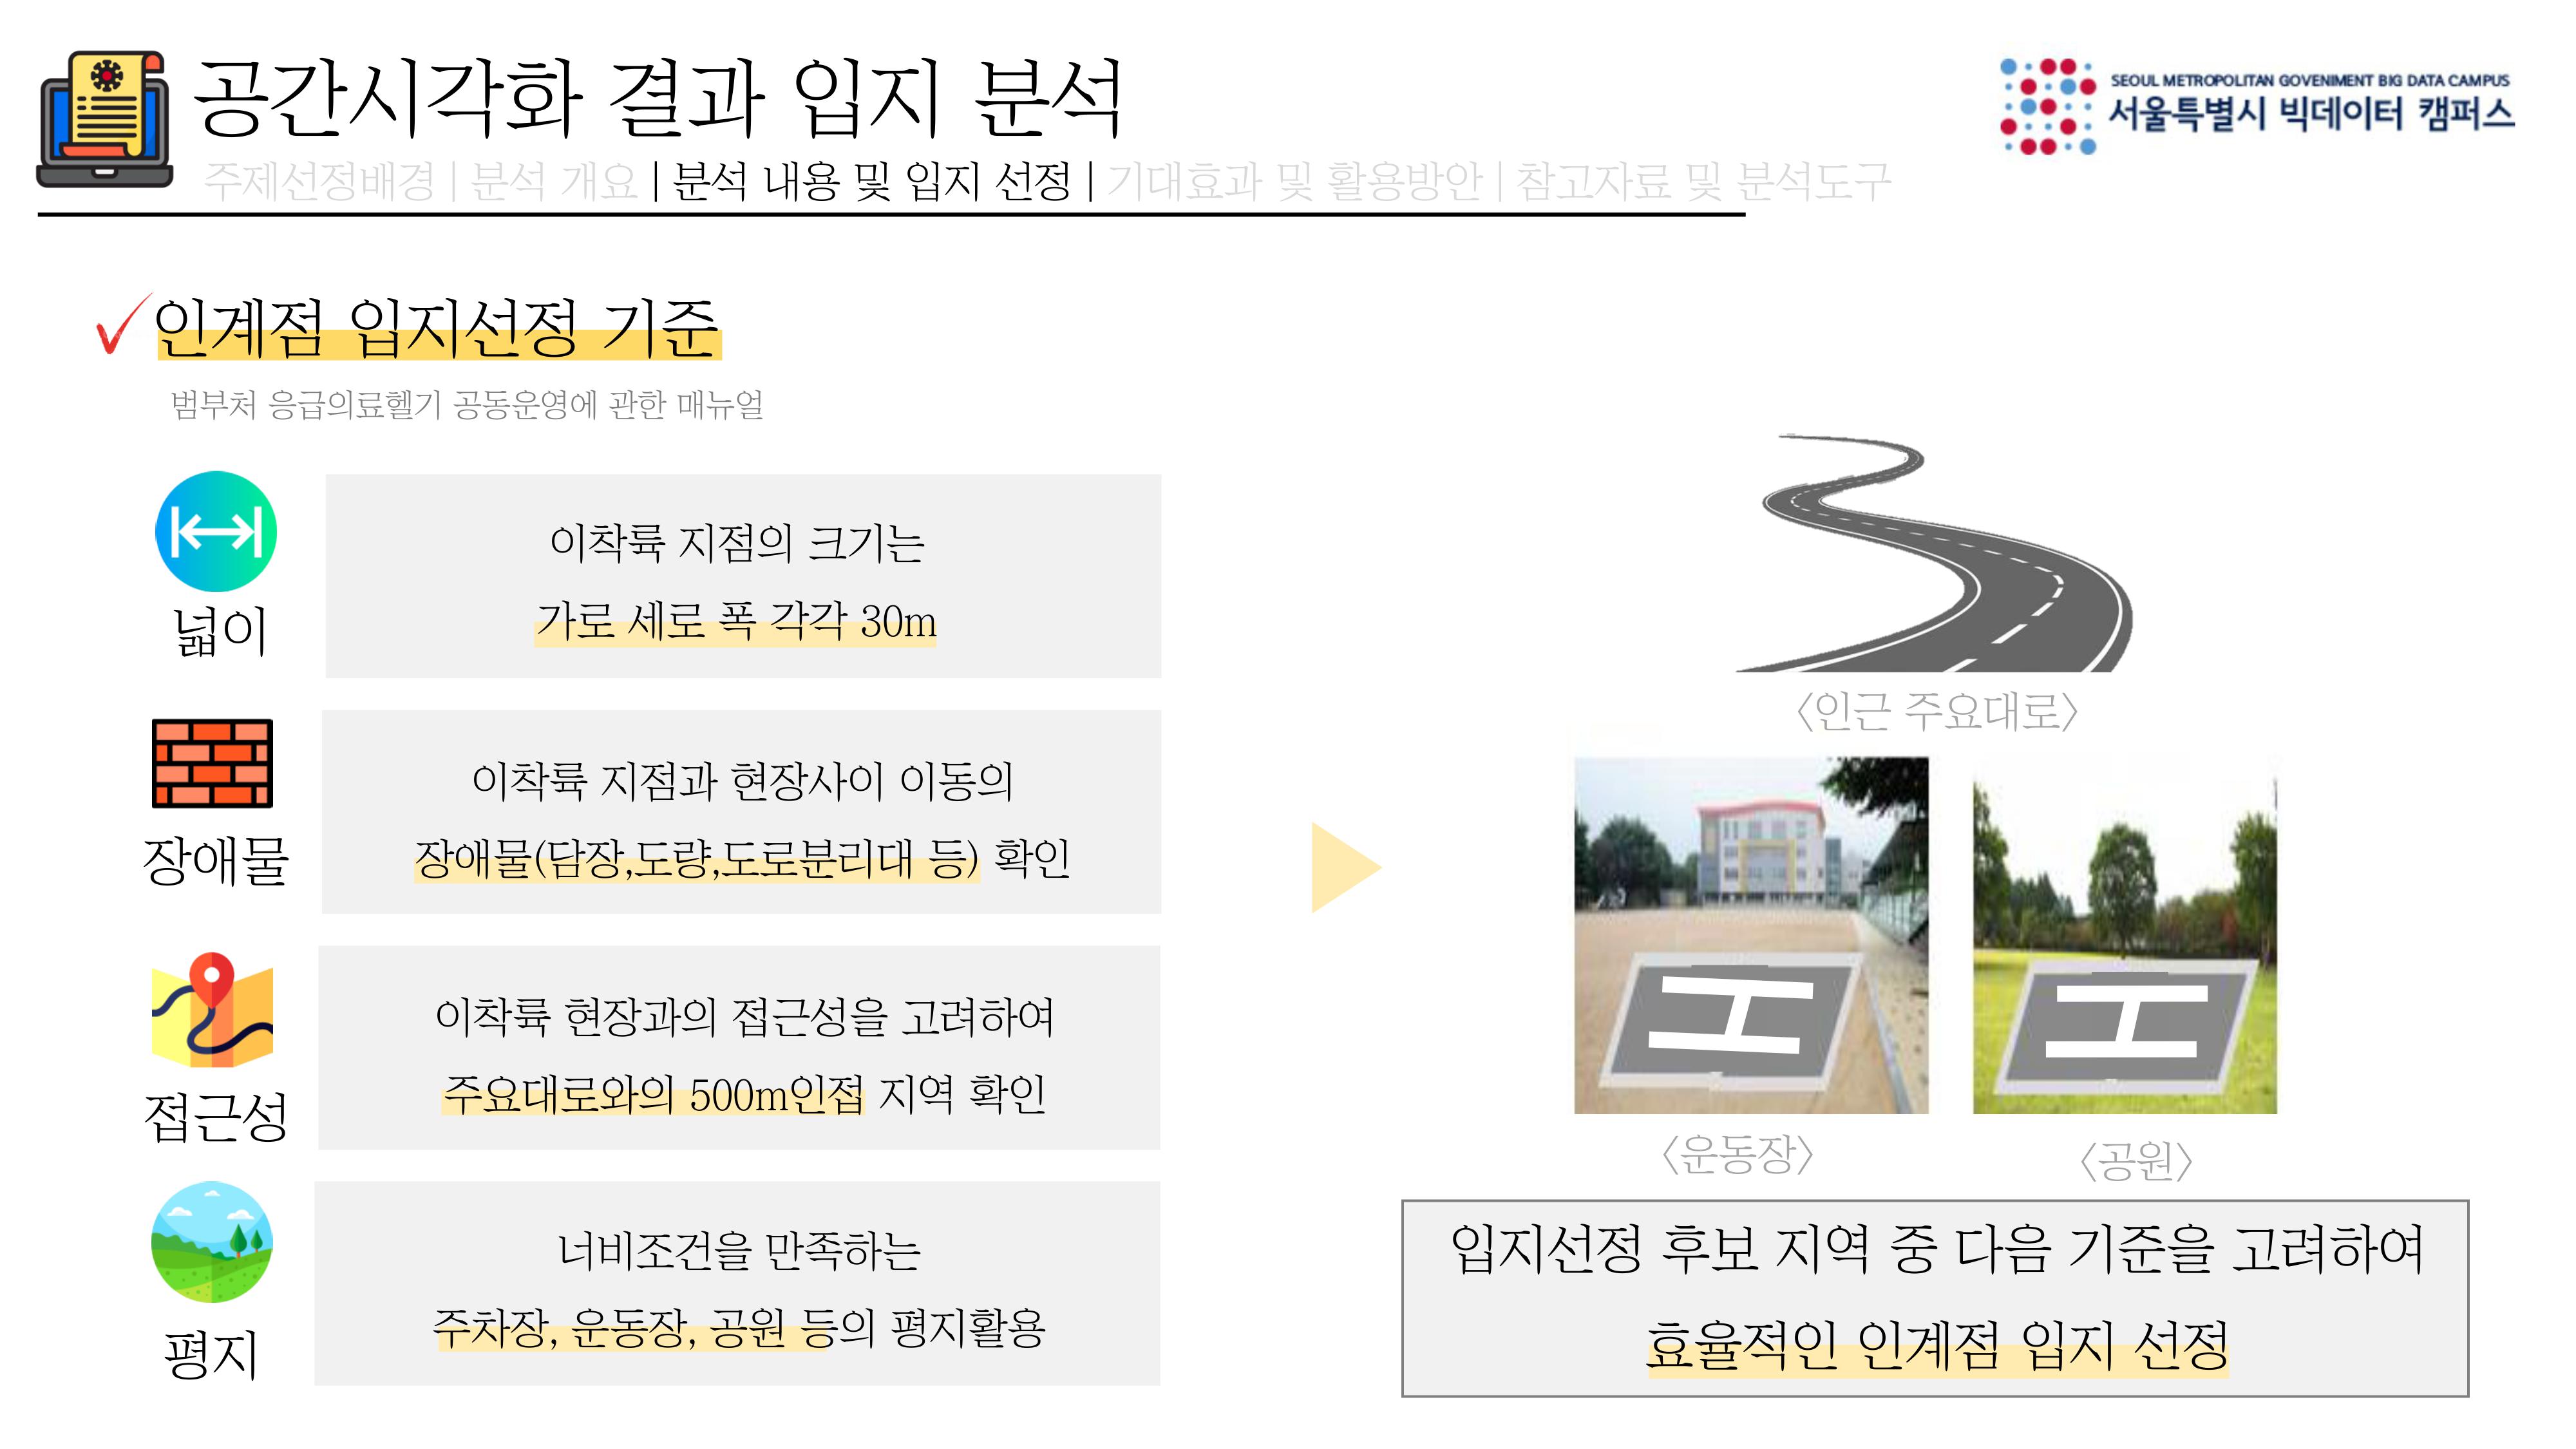 공간시각화 결과 입지 분석
SEOUL METROPOLITAN GOVENIMENT BIG DATA CAMPUS
서울특별시 빅데이터 캠퍼스
주제선정배경 | 분석 개요 | 분석 내용 및 입지 선정 | 기대효과 및 활용방안 | 참고자료 및 분석도구
인계점 입지선정 기준
범부처 응급의료헬기 공동운영에 관한 매뉴얼
넓이
이착륙 지점의 크기는
가로 세로 폭 각각 30m
장애물
이착륙 지점과 현장사이 이동의
장애물(담장,도량,도로분리대 등) 확인
접근성
이착륙 현장과의 접근성을 고려하여
주요대로와의 500m인접 지역 확인
평지
너비조건을 만족하는
주차장, 운동장, 공원 등의 평지활용
〈인근 주요대로〉
H
H
〈운동장〉
〈공원〉
입지선정 후보 지역 중 다음 기준을 고려하여
효율적인 인계점 입지 선정